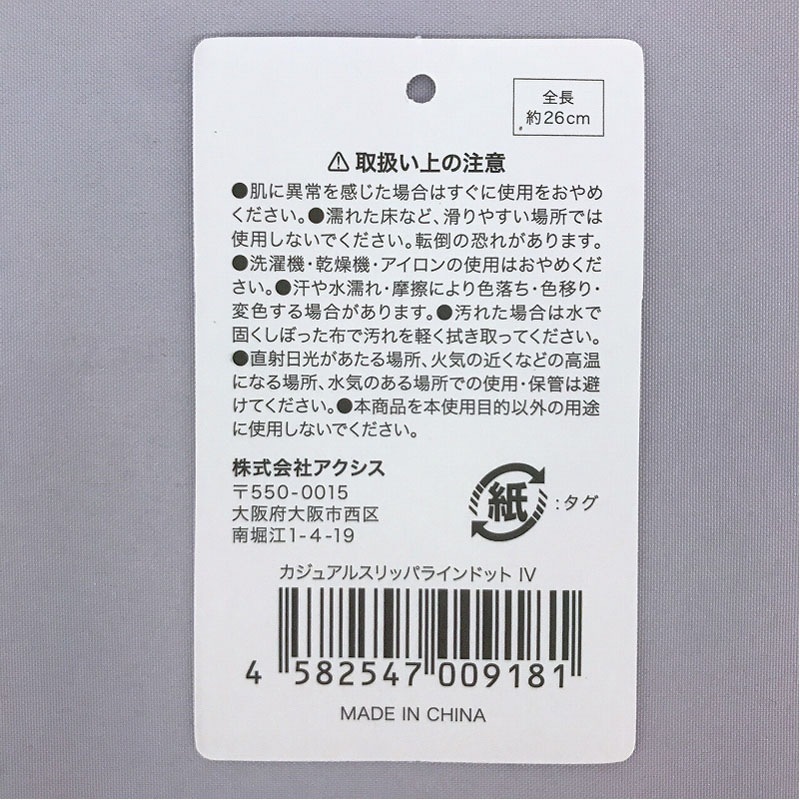 全長
約26cm
⚠取扱い上の注意
●肌に異常を感じた場合はすぐに使用をおやめ
ください。●濡れた床など、滑りやすい場所では
使用しないでください。転倒の恐れがあります。
●洗濯機・乾燥機・アイロンの使用はおやめくだ
さい。●汗や水濡れ・摩擦により色落ち・色移り・
変色する場合があります。●汚れた場合は水で
固くしぼった布で汚れを軽く拭き取ってください。
●直射日光があたる場所、火気の近くなどの高温
になる場所、水気のある場所での使用・保管は避
けてください。●本商品を本使用目的以外の用途
に使用しないでください。
株式会社アクシス
〒550-0015
大阪府大阪市西区
南堀江1-4-19
紙:タグ
カジュアルスリッパラインドット IV
4 582547 009181
MADE IN CHINA